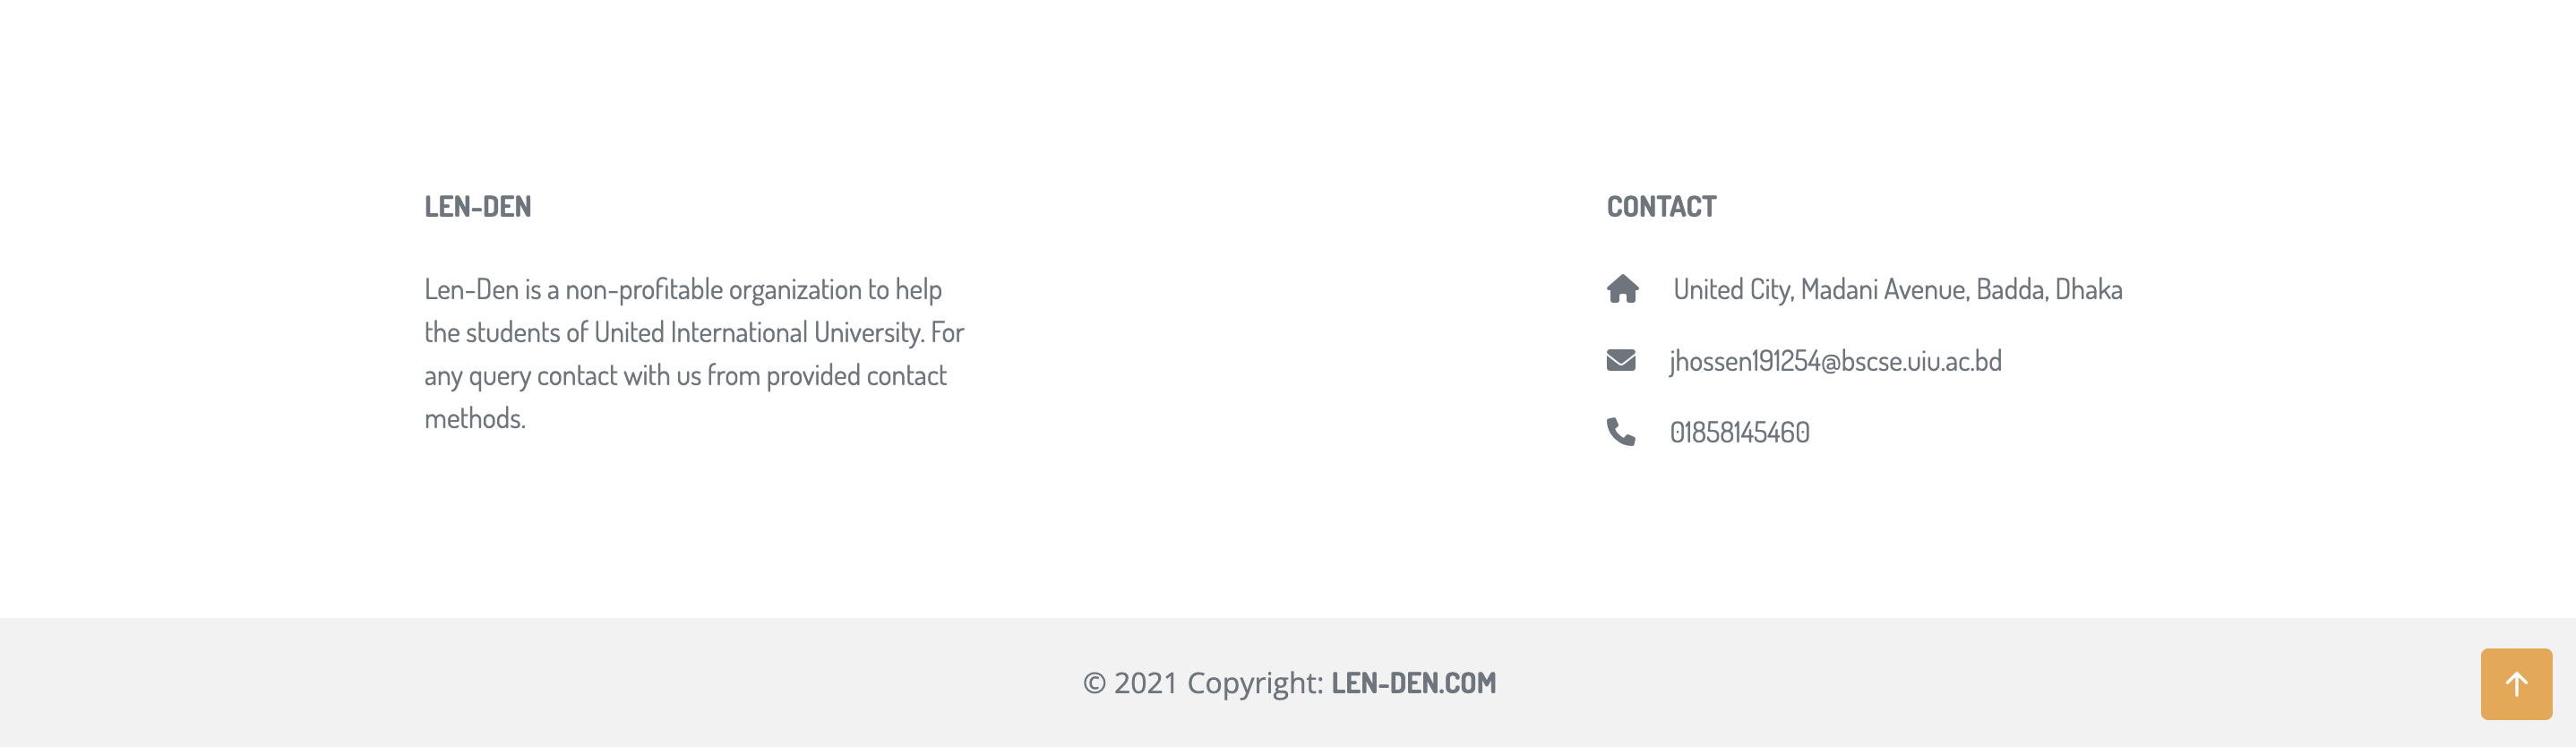 LEN-DEN
Len-Den is a non-profitable organization to help
the students of United International University. For
any query contact with us from provided contact
methods.
CONTACT
United City, Madani Avenue, Badda, Dhaka
jhossen191254@bscse.uiu.ac.bd
01858145460
© 2021 Copyright: LEN-DEN.COM